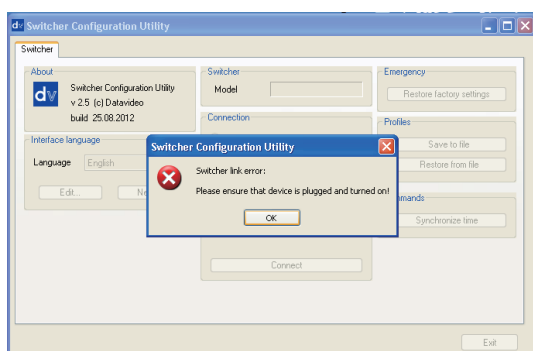 dv Switcher Configuration Utility
Switcher
About
dv
Switcher Configuration Utility
v 2.5 (c) Datavideo
build 25.08.2012
Interface language
Language English
Edit...
Switcher
Model
Connection
Connect
Emergency
Restore factory settings
Profiles
Save to file
Restore from file
Synchronize time
Switcher Configuration Utility
Switcher link error:
Please ensure that device is plugged and turned on!
OK
Exit